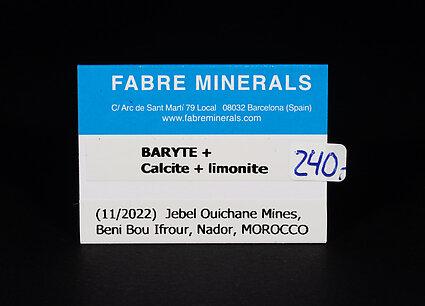 FABRE MINERALS
C/ Arc de Sant Martí 79 Local 08032 Barcelona (Spain)
www.fabreminerals.com
BARYTE +
Calcite + limonite
240.-
(11/2022) Jebel Ouichane Mines,
Beni Bou Ifrour, Nador, MOROCCO